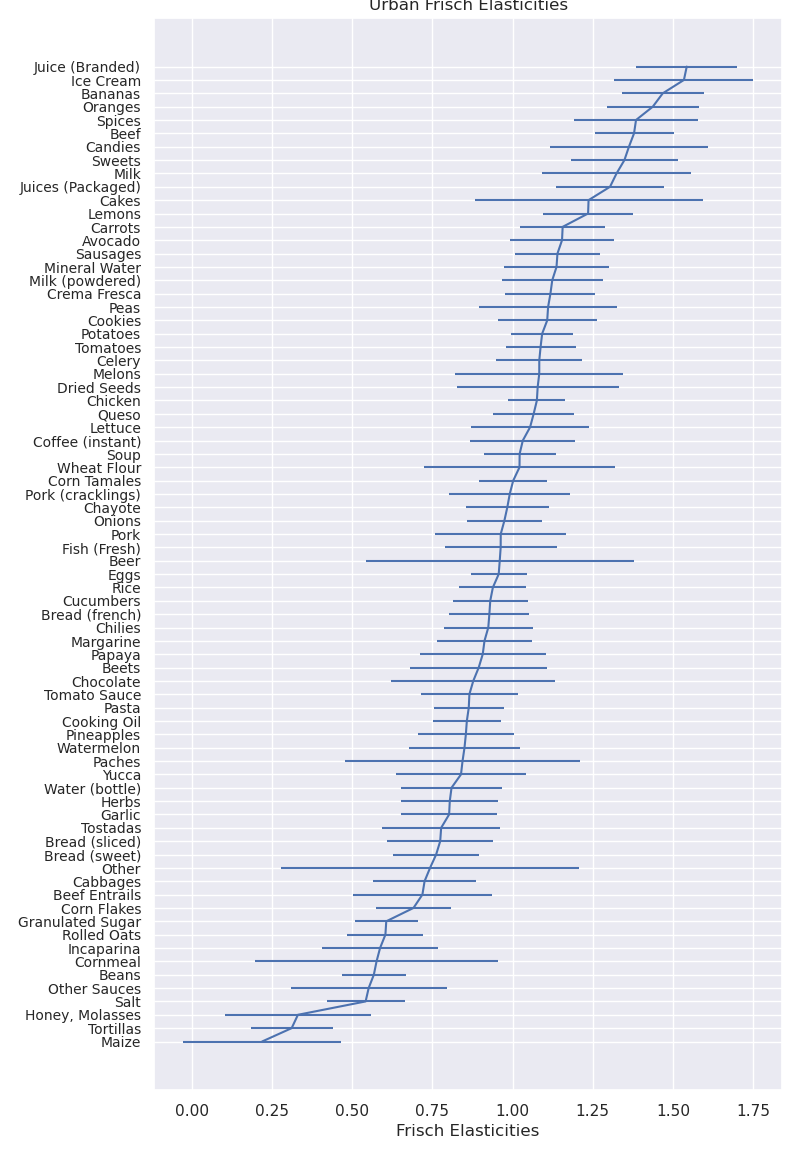 Urban Frisch Elasticities
Juice (Branded)
Ice Cream
Bananas
Oranges
Spices
Beef
Candies
Sweets
Milk
Juices (Packaged)
Cakes
Lemons
Carrots
Avocado
Sausages
Mineral Water
Milk (powdered)
Crema Fresca
Peas
Cookies
Potatoes
Tomatoes
Celery
Melons
Dried Seeds
Chicken
Queso
Lettuce
Coffee (instant)
Soup
Wheat Flour
Corn Tamales
Pork (cracklings)
Chayote
Onions
Pork
Fish (Fresh)
Beer
Eggs
Rice
Cucumbers
Bread (french)
Chilies
Margarine
Papaya
Beets
Chocolate
Tomato Sauce
Pasta
Cooking Oil
Pineapples
Watermelon
Paches
Yucca
Water (bottle)
Herbs
Garlic
Tostadas
Bread (sliced)
Bread (sweet)
Other
Cabbages
Beef Entrails
Corn Flakes
Granulated Sugar
Rolled Oats
Incaparina
Cornmeal
Beans
Other Sauces
Salt
Honey, Molasses
Tortillas
Maize
0.00 0.25 0.50 0.75 1.00 1.25 1.50 1.75
Frisch Elasticities